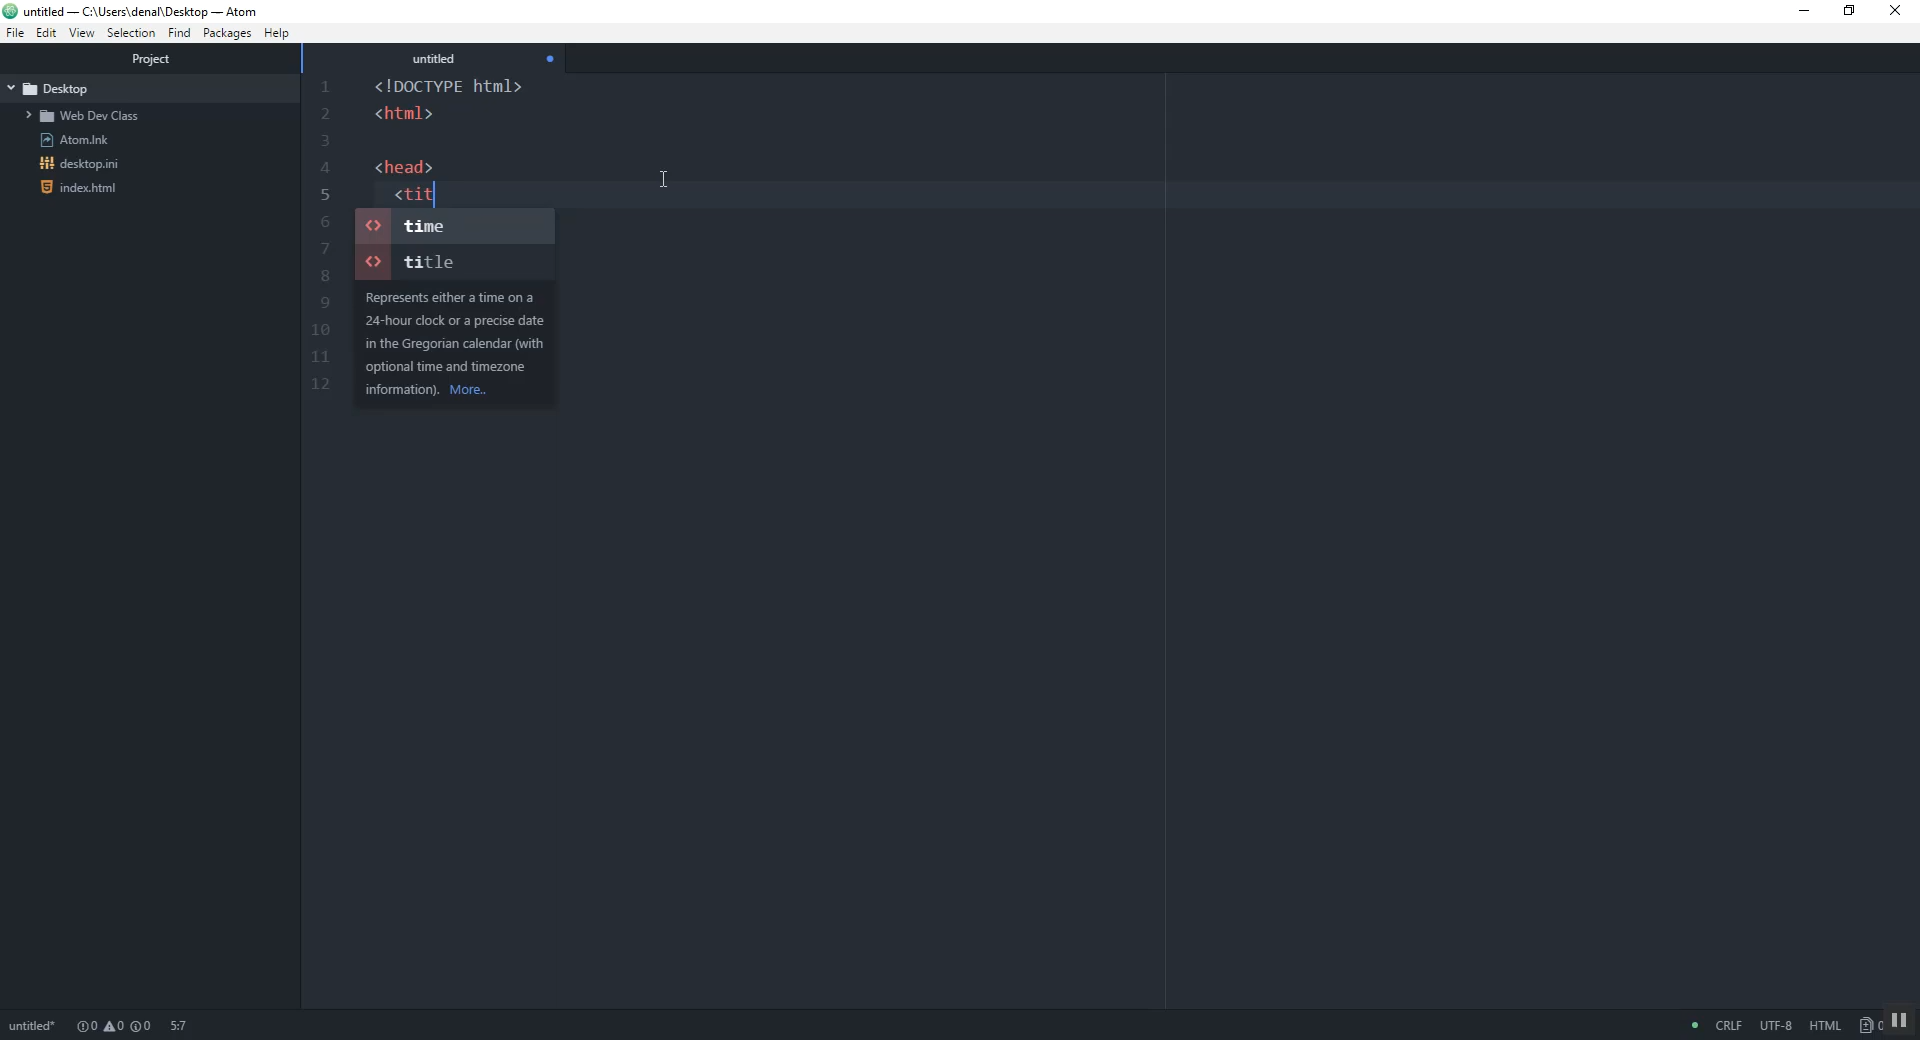 untitled — C:\Users\denal\Desktop — Atom
File Edit View Selection Find Packages Help
Project
untitled
Desktop
Web Dev Class
Atom.lnk
desktop.ini
index.html
1 <!DOCTYPE html>
2 <html>
3
4 <head>
5 <tit
6
7
8
9
10
11
12
time
title
Represents either a time on a
24-hour clock or a precise date
in the Gregorian calendar (with
optional time and timezone
information). More..
untitled* 0 0 0 5:7
CRLF UTF-8 HTML 0